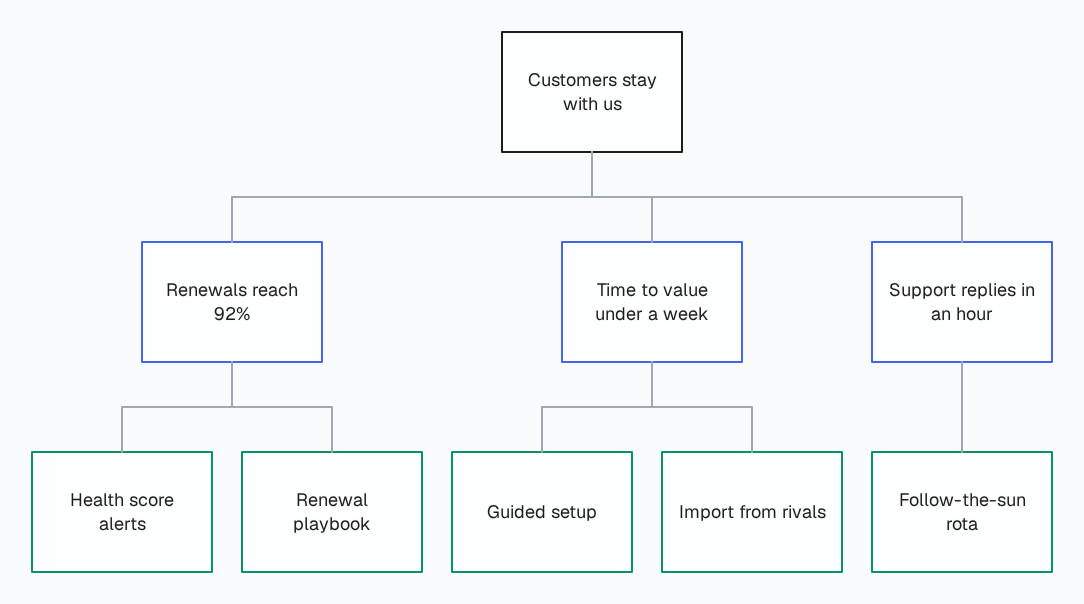 Customers stay
with us
Renewals reach
92%
Time to value
under a week
Support replies in
an hour
Health score
alerts
Renewal
playbook
Guided setup
Import from rivals
Follow-the-sun
rota